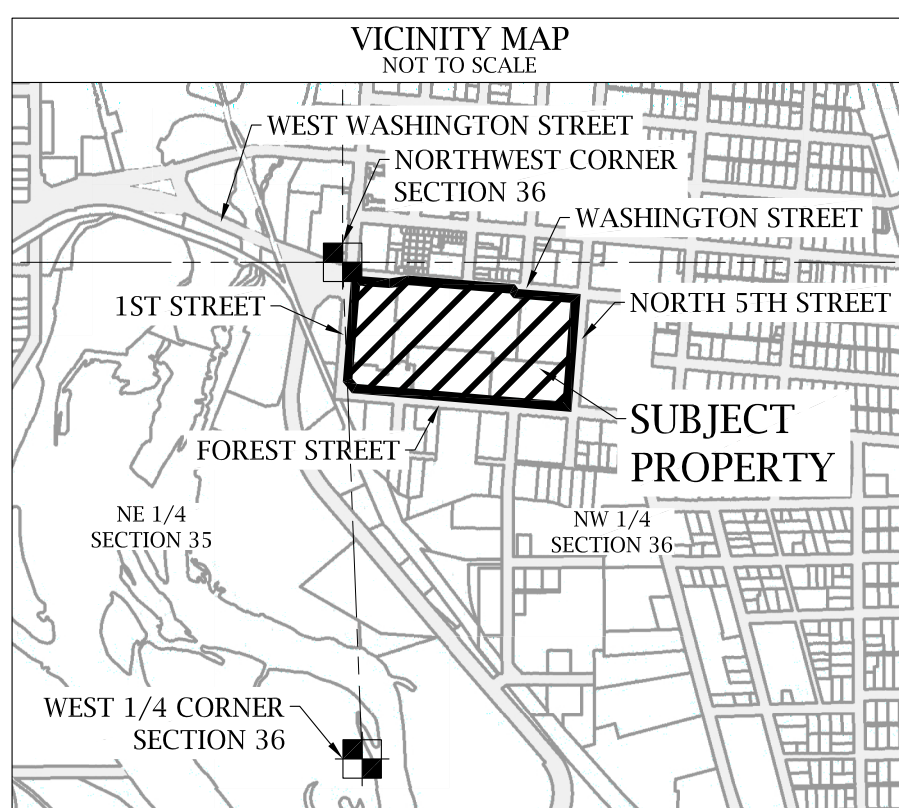 VICINITY MAP
NOT TO SCALE
WEST WASHINGTON STREET
NORTHWEST CORNER
SECTION 36
WASHINGTON STREET
1ST STREET
NORTH 5TH STREET
SUBJECT
PROPERTY
FOREST STREET
NE 1/4
SECTION 35
NW 1/4
SECTION 36
WEST 1/4 CORNER
SECTION 36